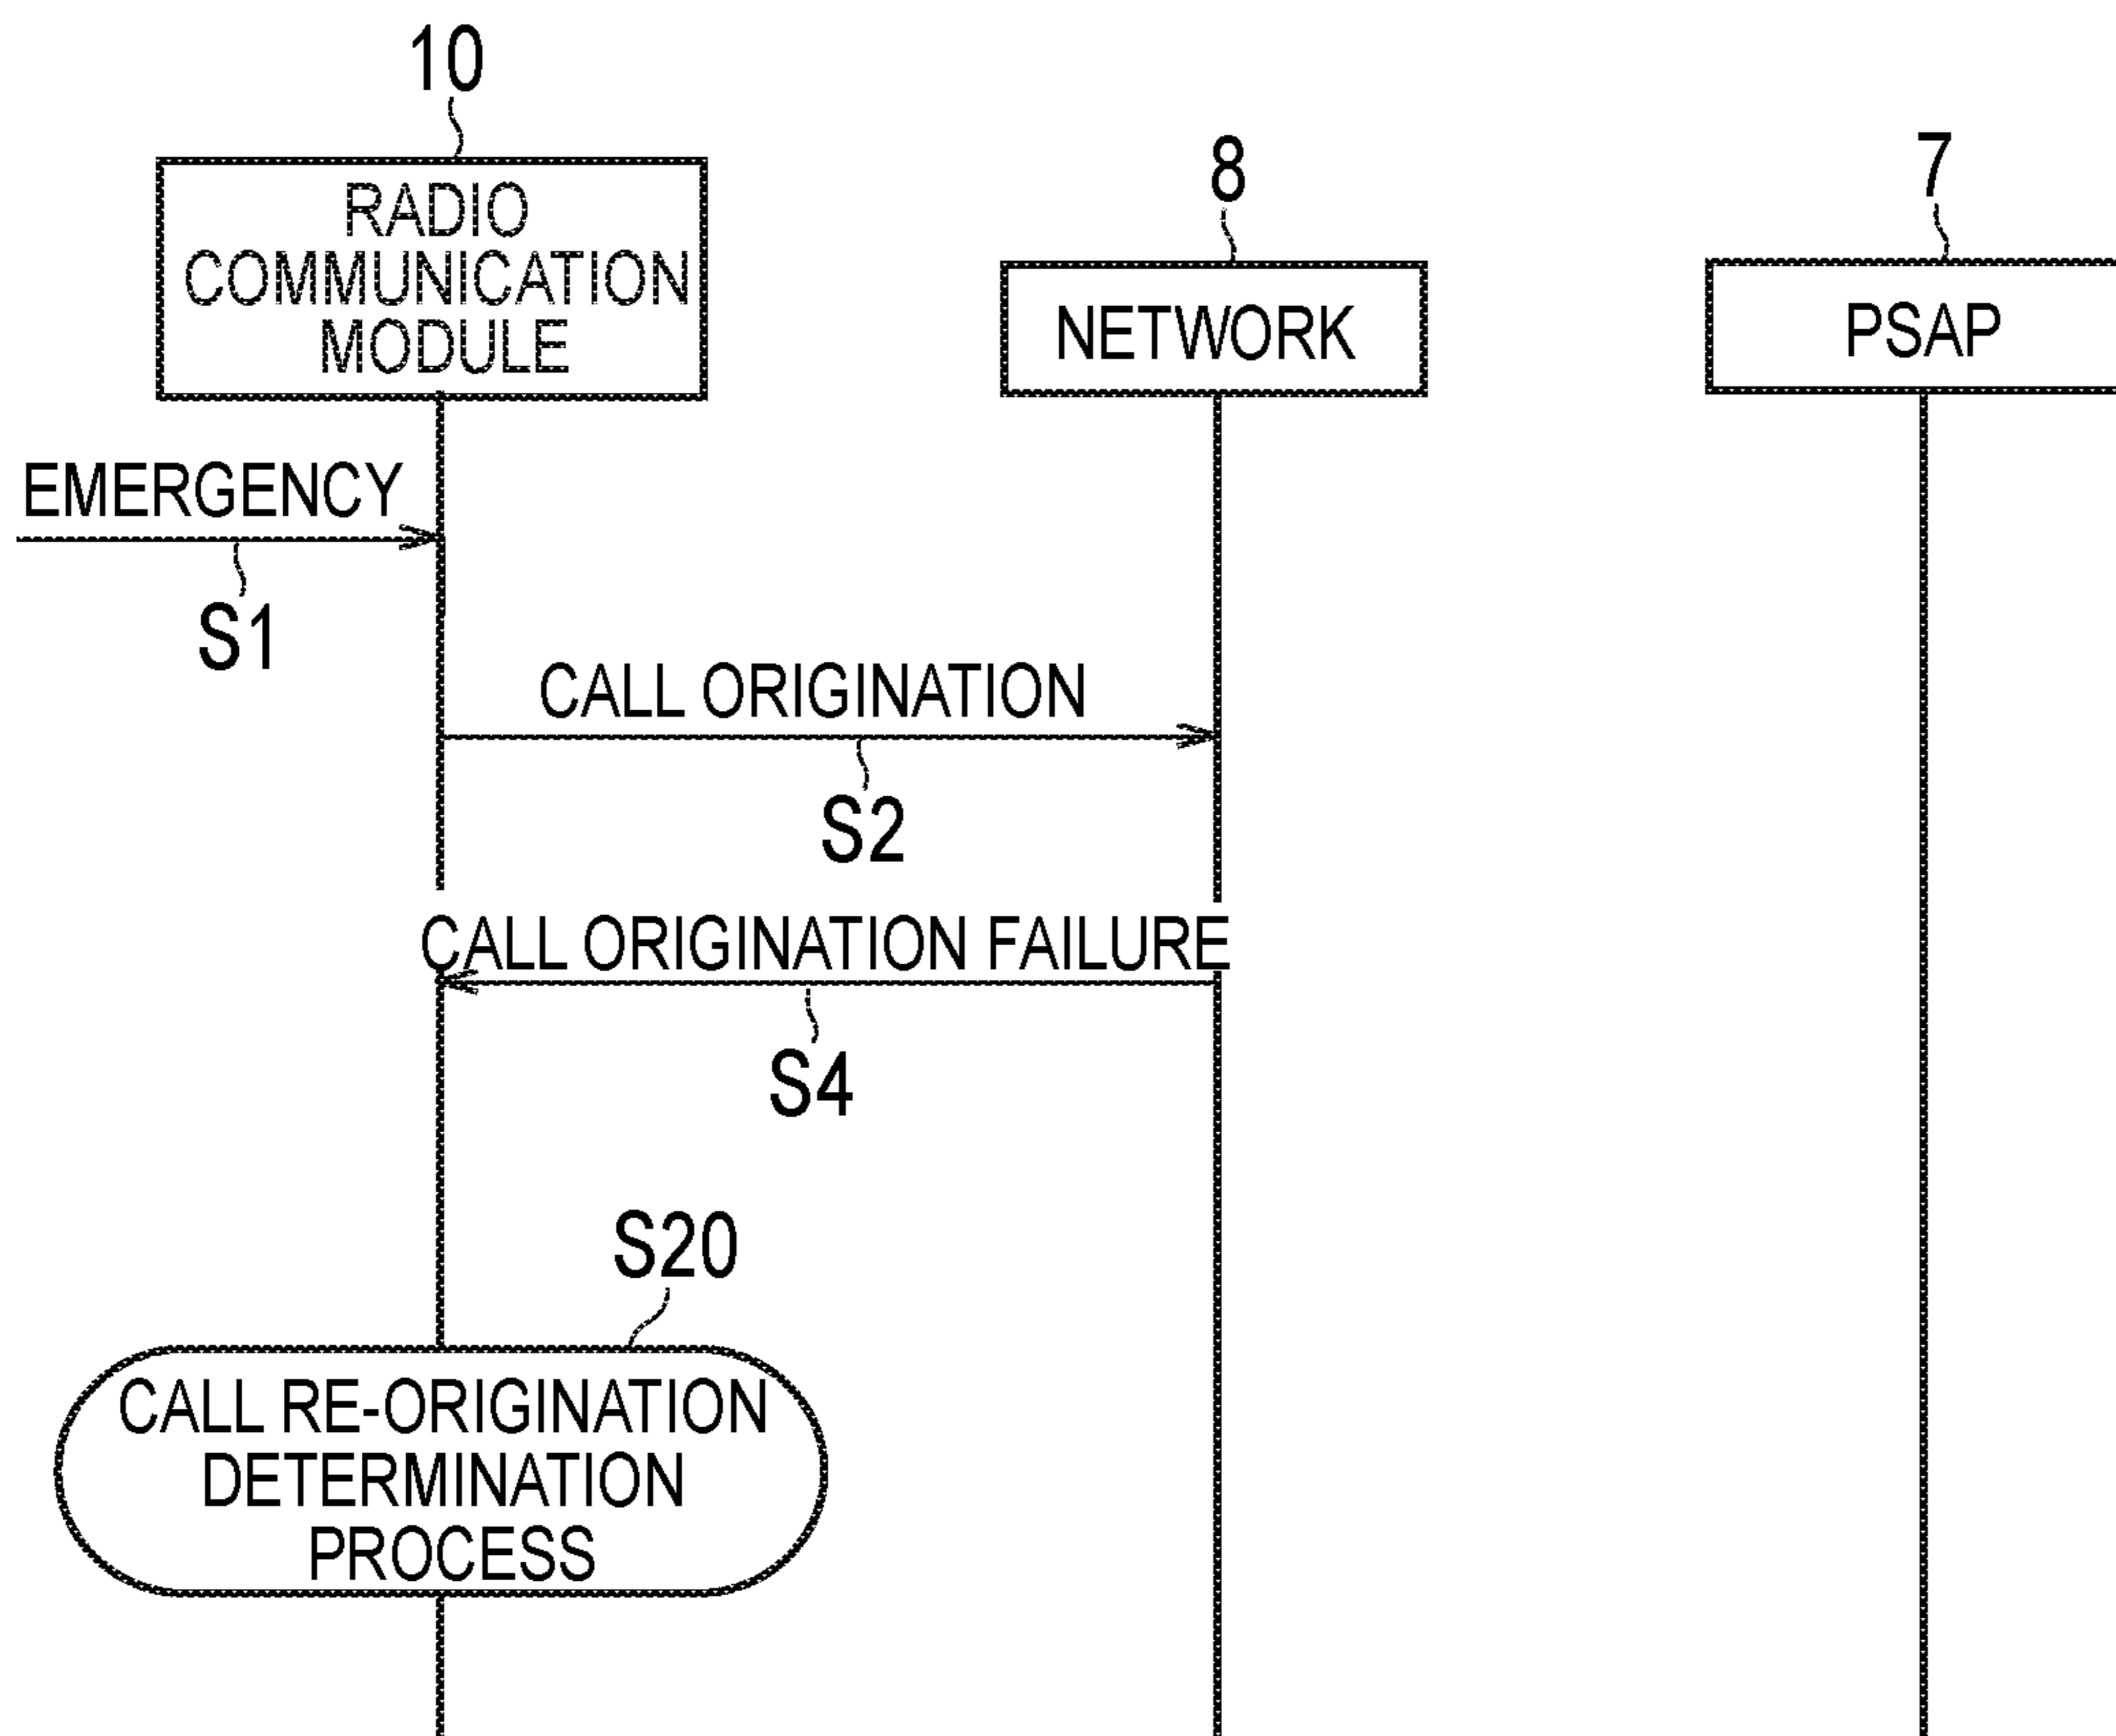 10
RADIO
COMMUNICATION
MODULE
8
NETWORK
7
PSAP
EMERGENCY
S1
CALL ORIGINATION
S2
CALL ORIGINATION FAILURE
S4
S20
CALL RE-ORIGINATION
DETERMINATION
PROCESS